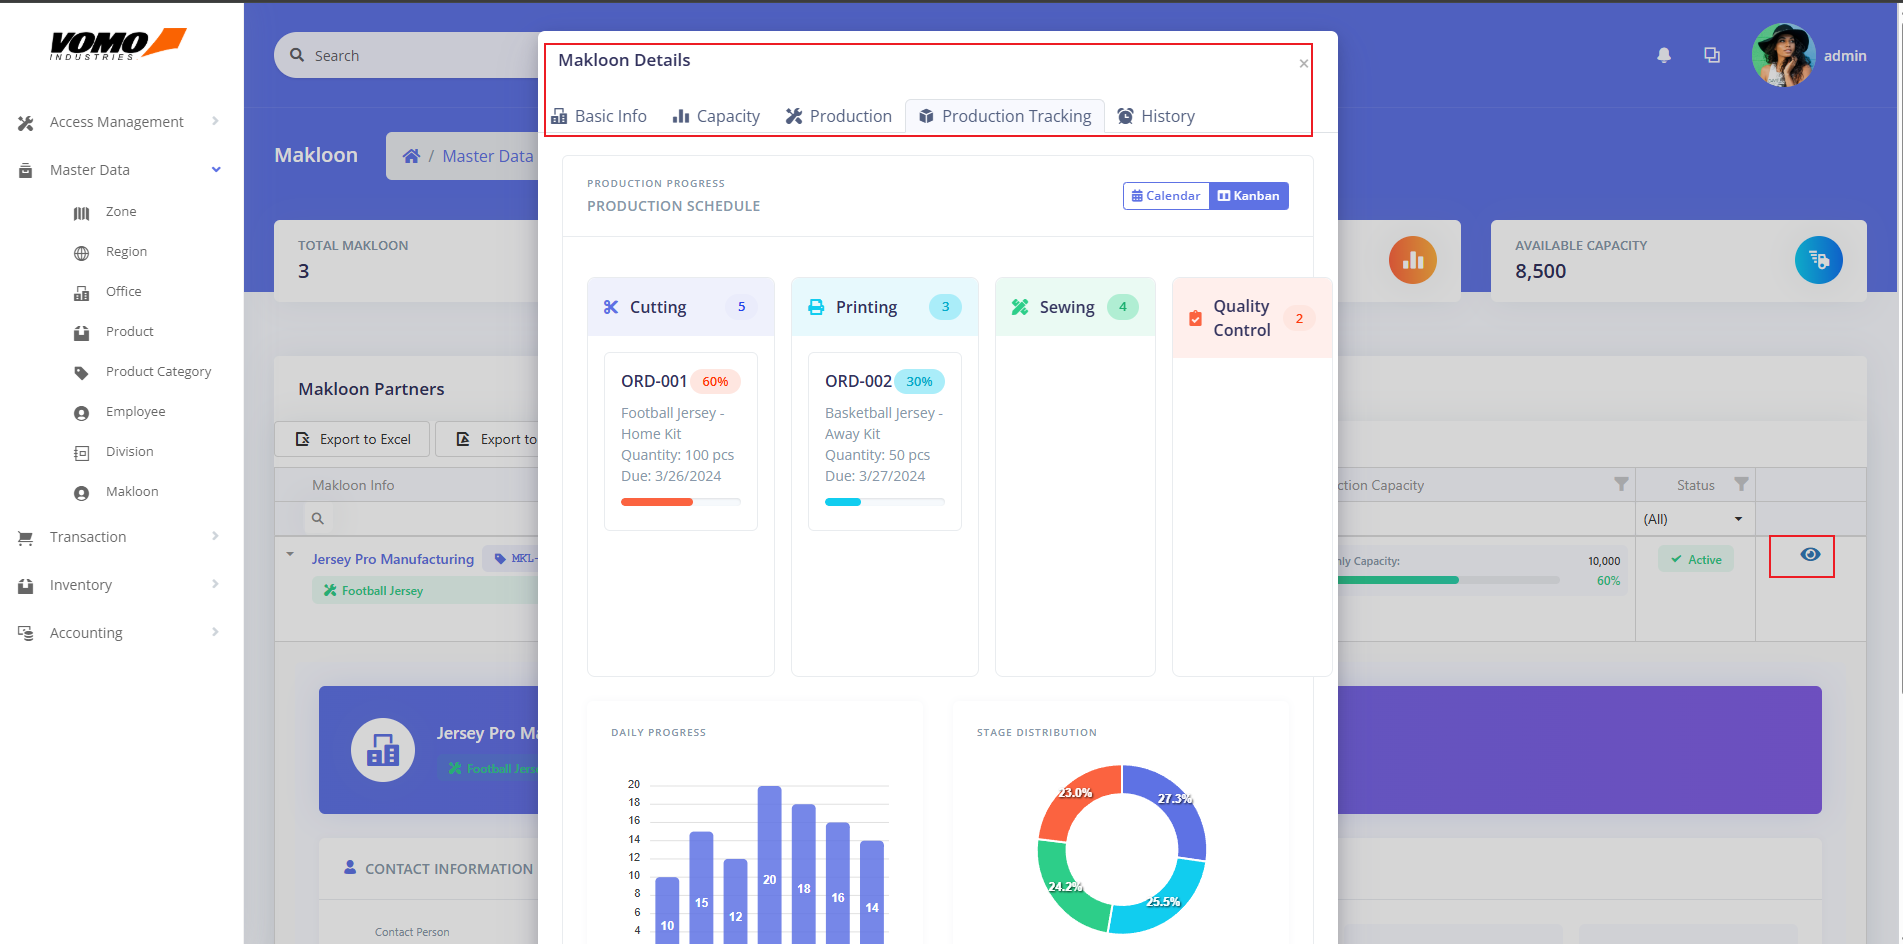 VOMO
INDUSTRIES
Search
admin
Access Management
Master Data
Zone
Region
Office
Product
Product Category
Employee
Division
Makloon
Transaction
Inventory
Accounting
Makloon
/ Master Data
TOTAL MAKLOON
3
AVAILABLE CAPACITY
8,500
Makloon Partners
Export to Excel
Export to
Makloon Info
ction Capacity
Status
(All)
Jersey Pro Manufacturing
MKL-
Football Jersey
nly Capacity:
10,000
60%
Active
Jersey Pro Ma
Football Jers
CONTACT INFORMATION
Contact Person
Makloon Details
×
Basic Info
Capacity
Production
Production Tracking
History
PRODUCTION PROGRESS
PRODUCTION SCHEDULE
Calendar
Kanban
Cutting
5
ORD-001
60%
Football Jersey -
Home Kit
Quantity: 100 pcs
Due: 3/26/2024
Printing
3
ORD-002
30%
Basketball Jersey -
Away Kit
Quantity: 50 pcs
Due: 3/27/2024
Sewing
4
Quality
Control
2
DAILY PROGRESS
20
18
16
14
12
10
8
6
4
10
15
12
20
18
16
14
STAGE DISTRIBUTION
23.0%
27.3%
24.2%
25.5%